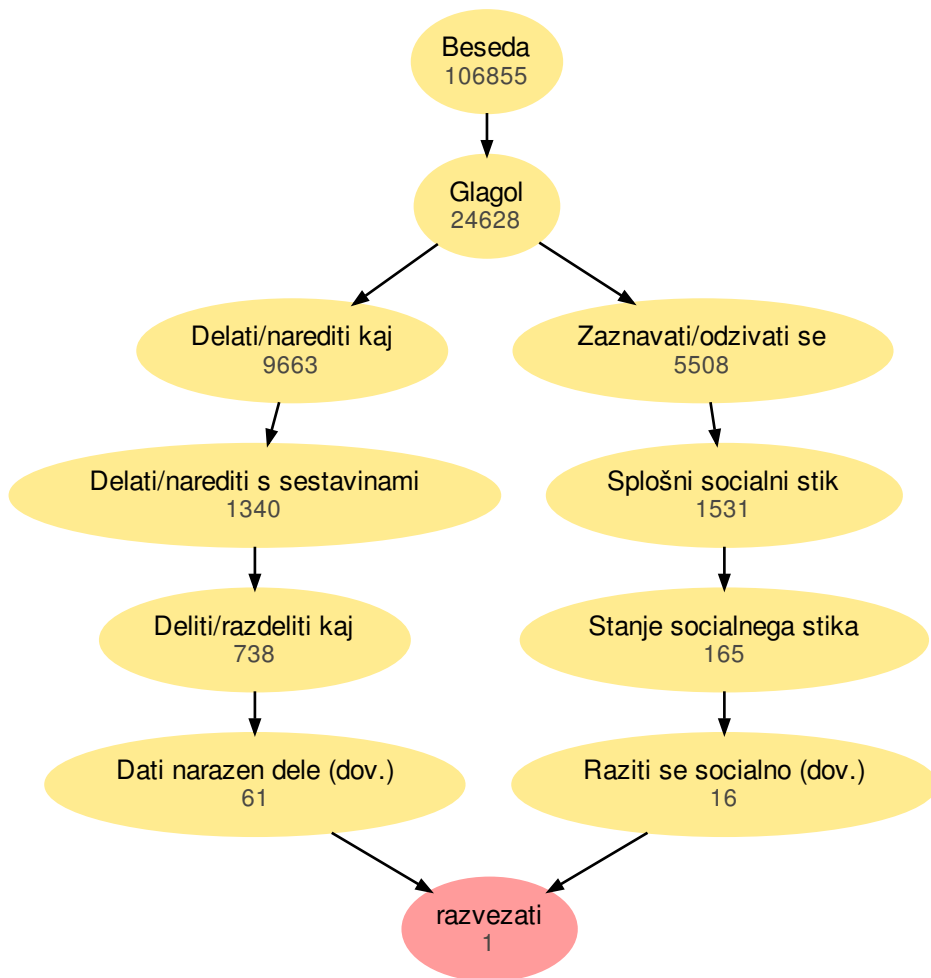 Beseda
106855
Glagol
24628
Delati/narediti kaj
9663
Zaznavati/odzivati se
5508
Delati/narediti s sestavinami
1340
Splošni socialni stik
1531
Deliti/razdeliti kaj
738
Stanje socialnega stika
165
Dati narazen dele (dov.)
61
Raziti se socialno (dov.)
16
razvezati
1